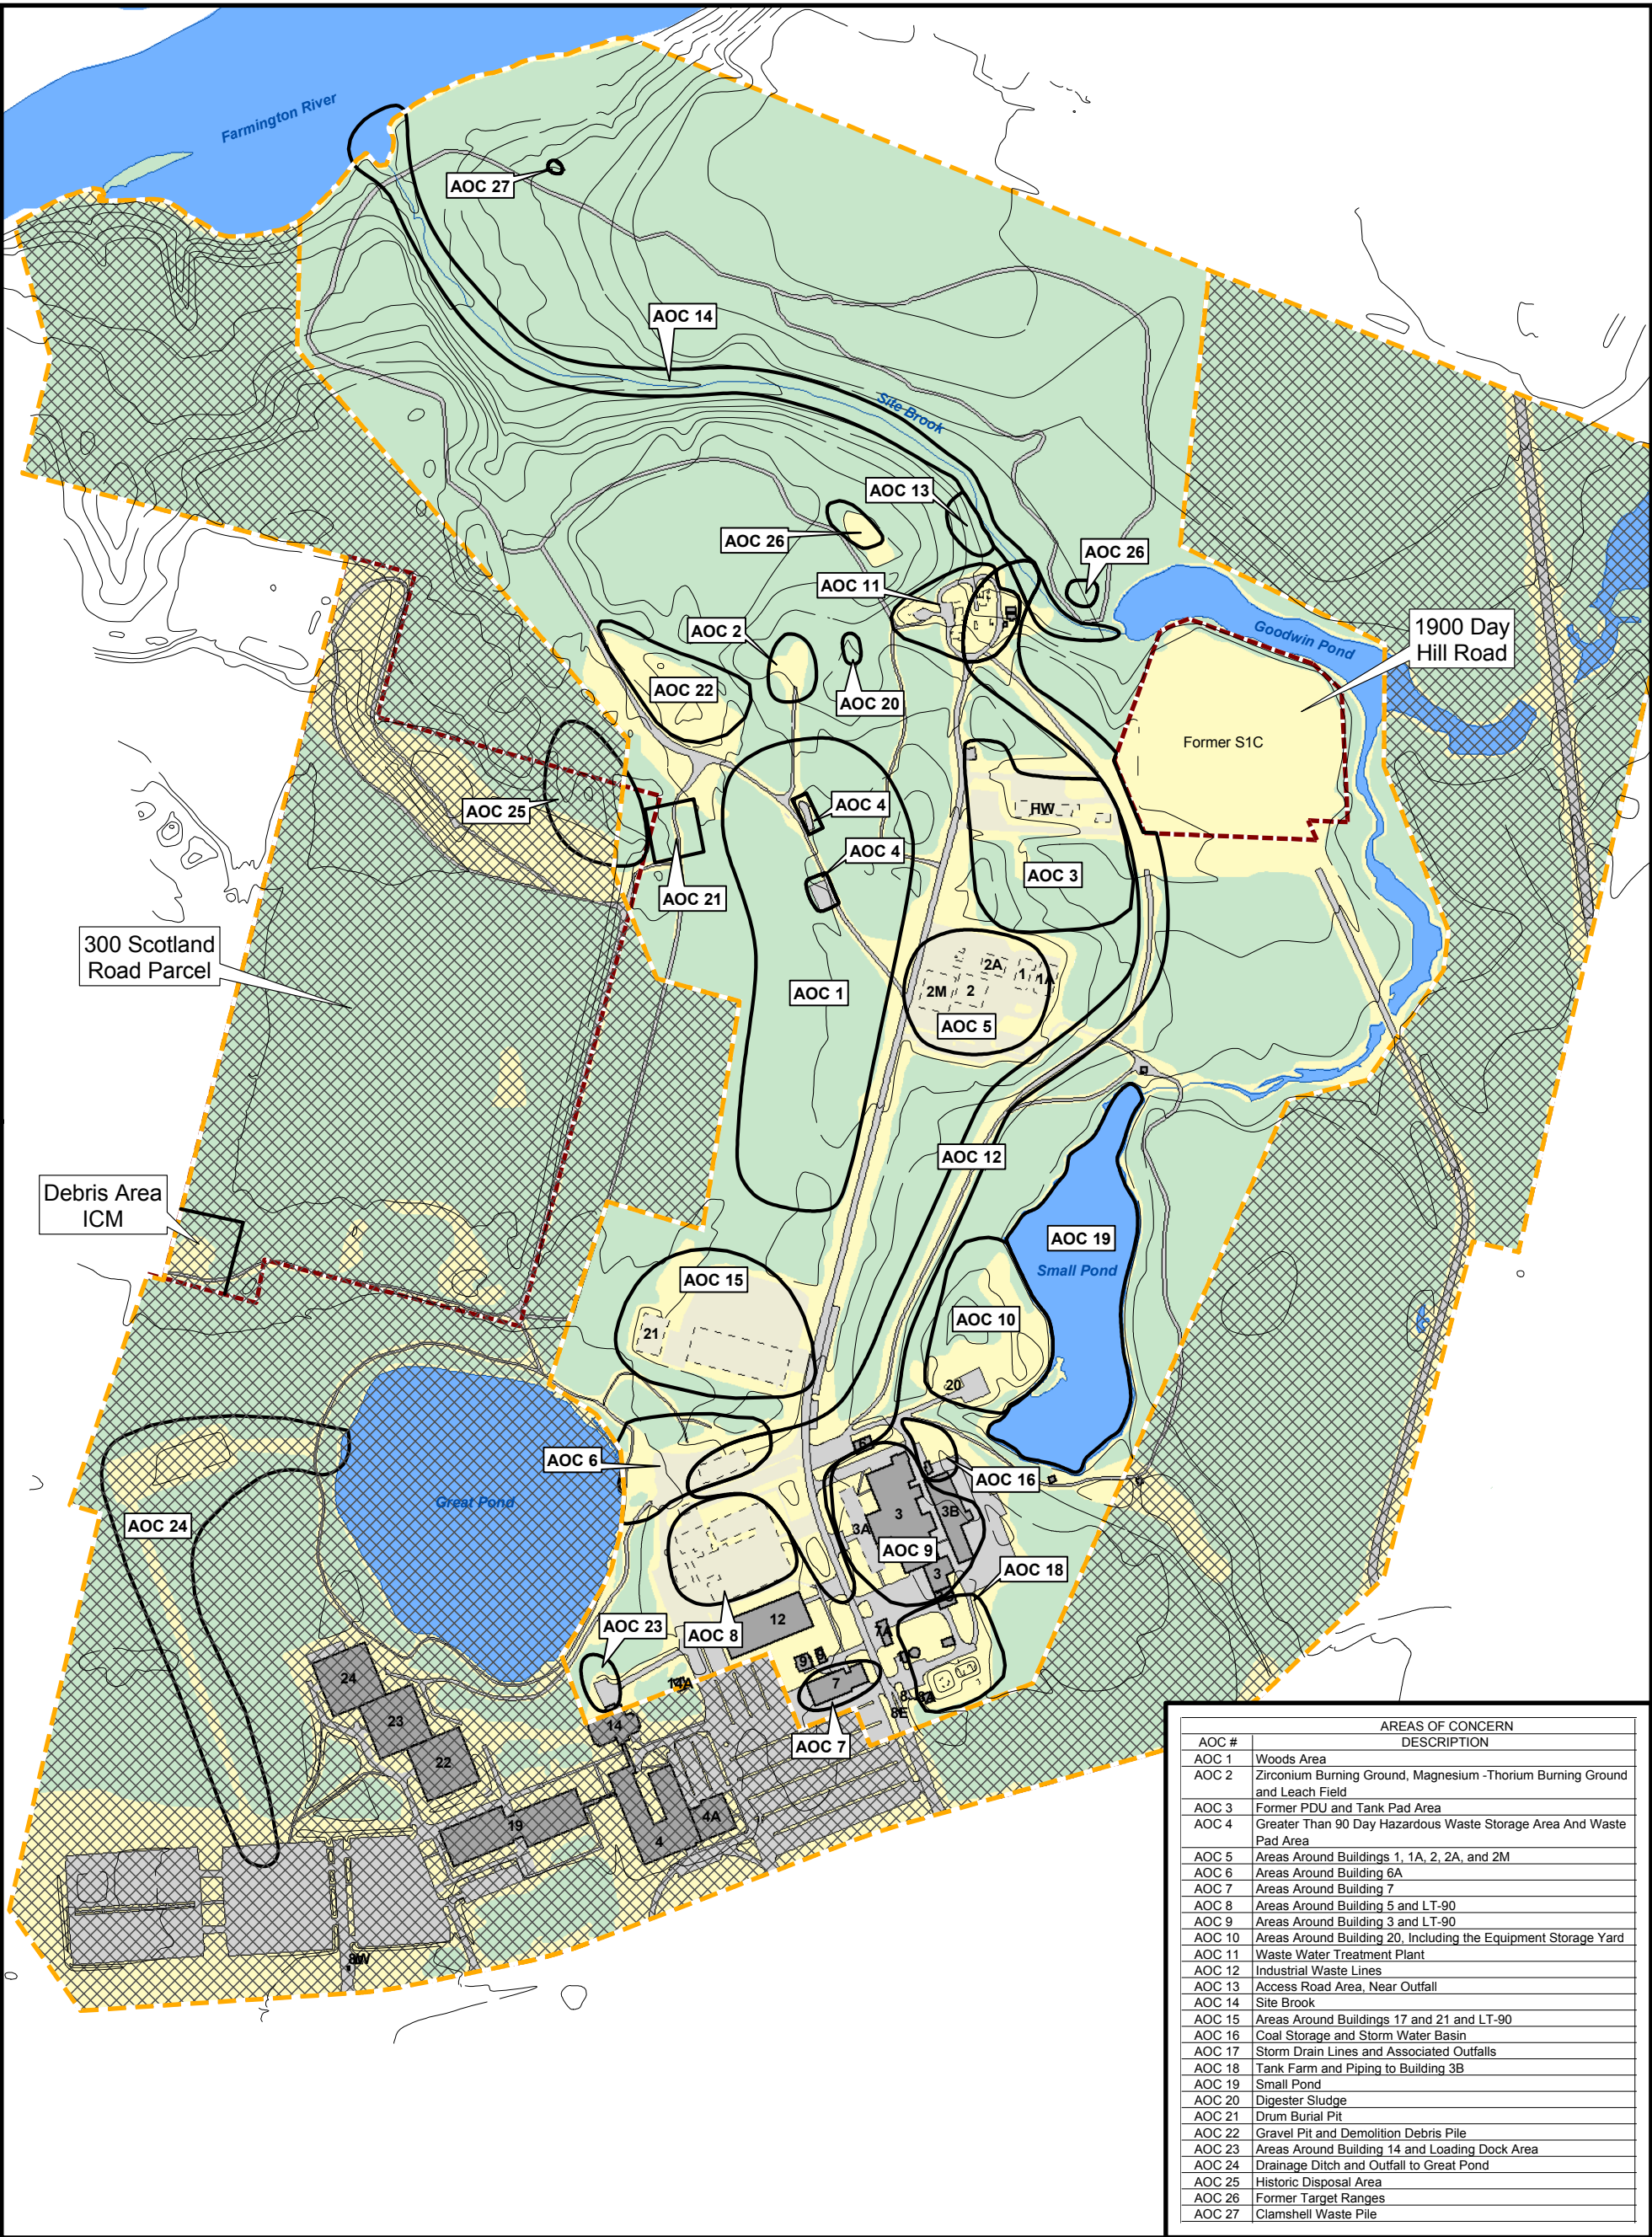 Farmington River
AOC 27
AOC 14
Site Brook
AOC 13
AOC 26
AOC 26
AOC 11
Goodwin Pond
1900 Day
Hill Road
AOC 2
AOC 22
AOC 20
Former S1C
AOC 25
AOC 4
HW
AOC 4
AOC 3
AOC 21
300 Scotland
Road Parcel
2A
1
1A
2M
2
AOC 1
AOC 5
AOC 12
Debris Area
ICM
AOC 19
Small Pond
AOC 15
AOC 10
21
20
AOC 6
6
AOC 16
Great Pond
3
3B
3A
AOC 24
AOC 9
3
AOC 18
12
AOC 23
AOC 8
7A
9
14A
7
24
8A
8E
23
14
AOC 7
22
4A
19
4
8W
AREAS OF CONCERN
AOC # DESCRIPTION
AOC 1 Woods Area
AOC 2 Zirconium Burning Ground, Magnesium -Thorium Burning Ground
and Leach Field
AOC 3 Former PDU and Tank Pad Area
AOC 4 Greater Than 90 Day Hazardous Waste Storage Area And Waste
Pad Area
AOC 5 Areas Around Buildings 1, 1A, 2, 2A, and 2M
AOC 6 Areas Around Building 6A
AOC 7 Areas Around Building 7
AOC 8 Areas Around Building 5 and LT-90
AOC 9 Areas Around Building 3 and LT-90
AOC 10 Areas Around Building 20, Including the Equipment Storage Yard
AOC 11 Waste Water Treatment Plant
AOC 12 Industrial Waste Lines
AOC 13 Access Road Area, Near Outfall
AOC 14 Site Brook
AOC 15 Areas Around Buildings 17 and 21 and LT-90
AOC 16 Coal Storage and Storm Water Basin
AOC 17 Storm Drain Lines and Associated Outfalls
AOC 18 Tank Farm and Piping to Building 3B
AOC 19 Small Pond
AOC 20 Digester Sludge
AOC 21 Drum Burial Pit
AOC 22 Gravel Pit and Demolition Debris Pile
AOC 23 Areas Around Building 14 and Loading Dock Area
AOC 24 Drainage Ditch and Outfall to Great Pond
AOC 25 Historic Disposal Area
AOC 26 Former Target Ranges
AOC 27 Clamshell Waste Pile